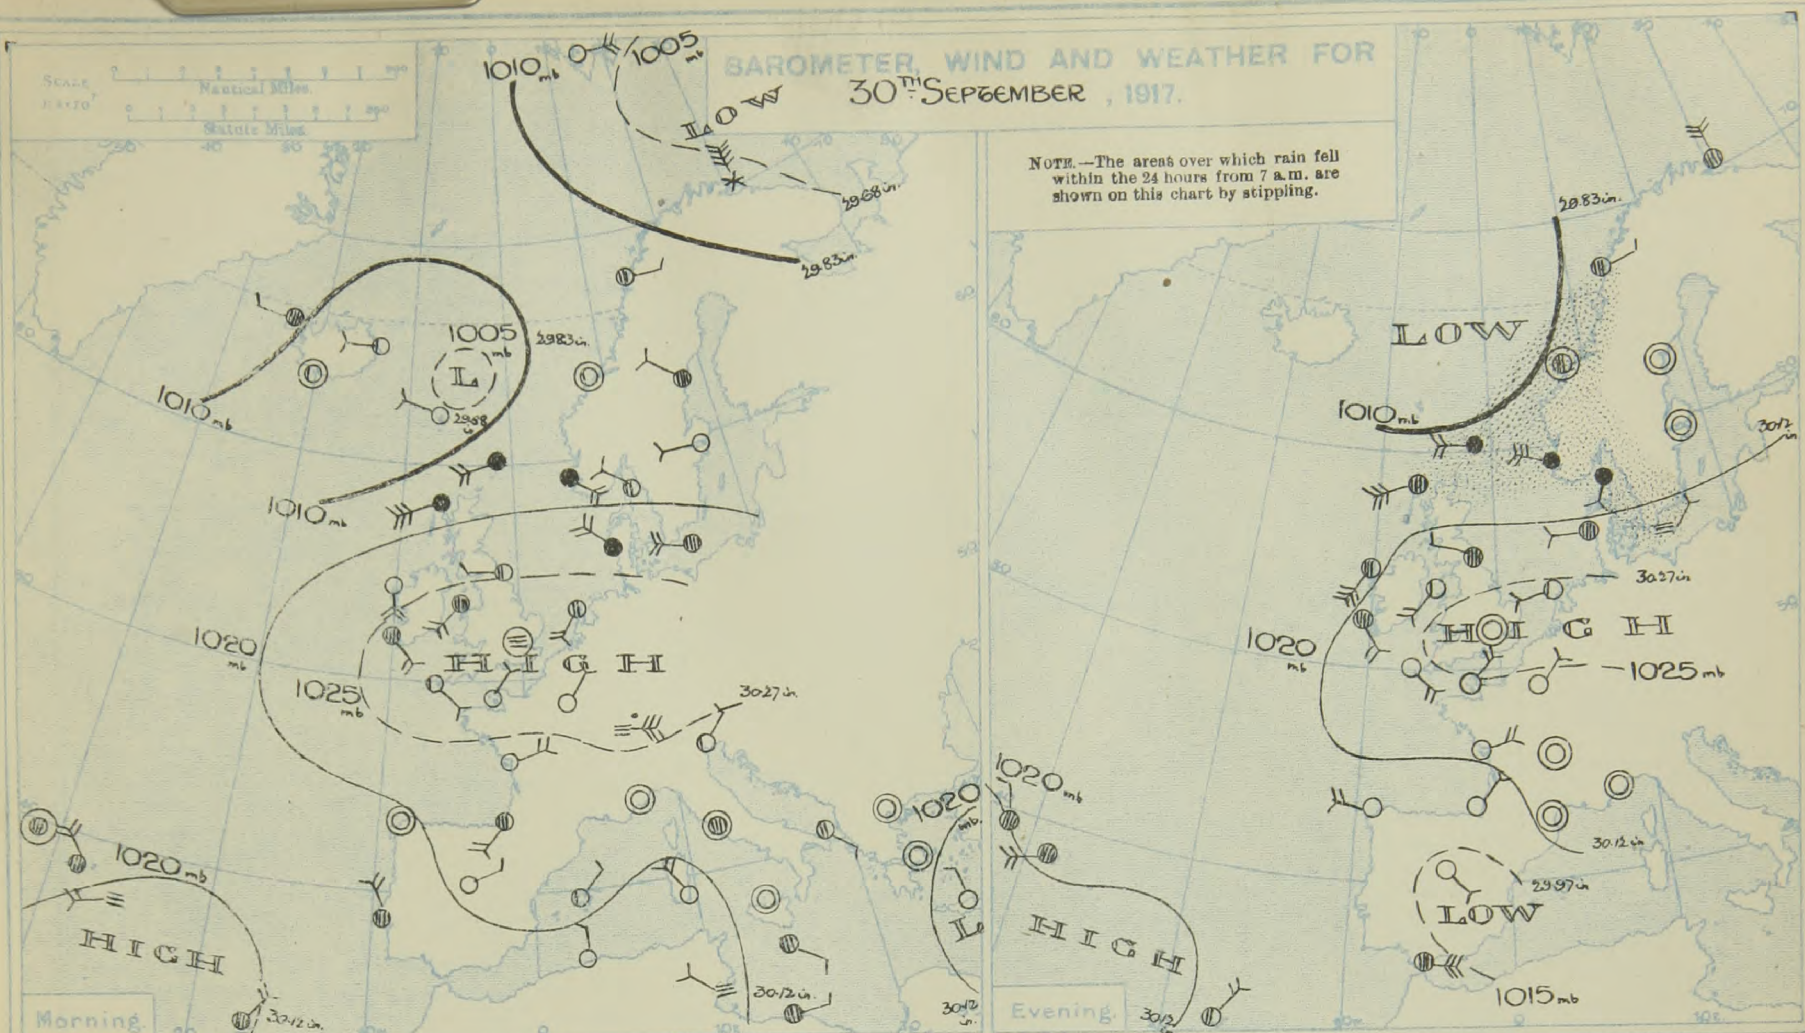 BAROMETER, WIND AND WEATHER FOR
30TH SEPTEMBER, 1917.
NOTE.—The areas over which rain fell
within the 24 hours from 7 a.m. are
shown on this chart by stippling.
Nautical Miles.
Statute Miles.
1010 mb
1005 mb
LOW
29.68 in.
29.83 in.
1005 mb
L
29.83 in.
29.68 in
1010 mb
1010 mb
1020 mb
1025 mb
HIGH
30.27 in.
1020 mb
HIGH
30.12 in.
30.12 in.
1020 mb.
L
30.12 in.
Morning.
29.83 in.
LOW
1010 mb
30.12 in
30.27 in
HIGH
1020 mb
1025 mb
1020 mb
30.12 in
29.97 in
LOW
HIGH
1015 mb
30.12 in
Evening.